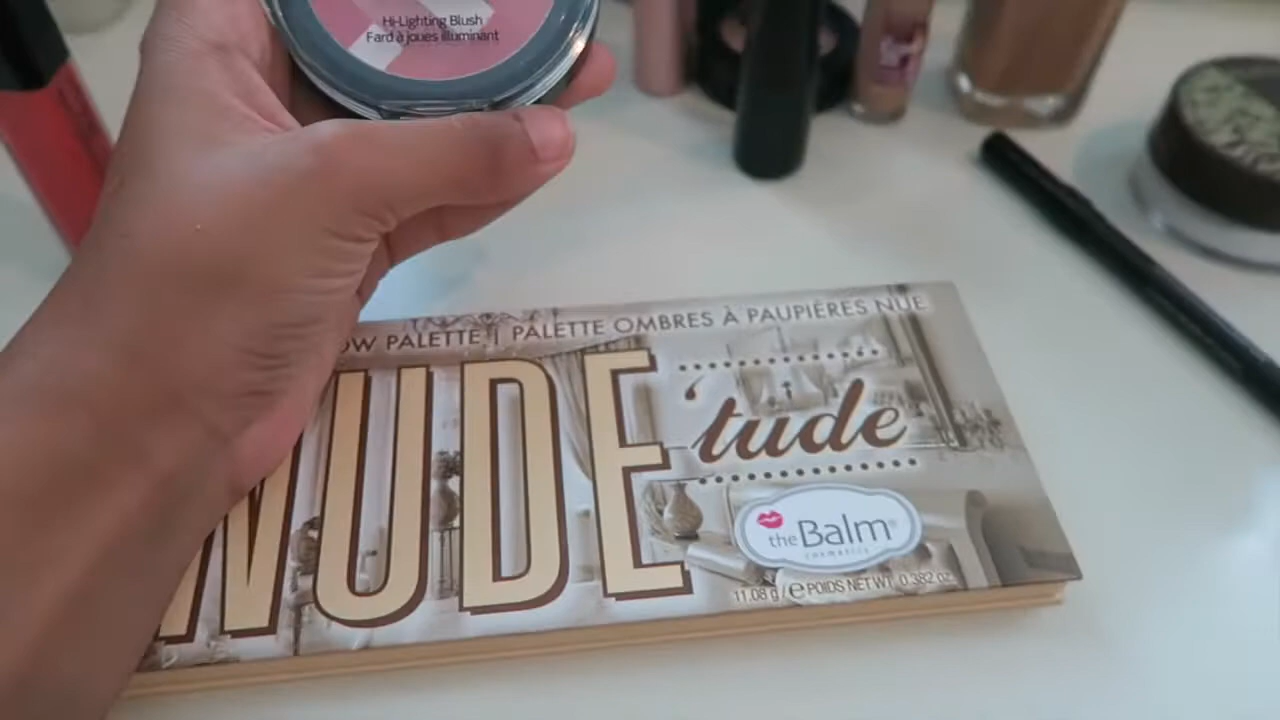 Hi-Lighting Blush
Fard à joues illuminant
OW PALETTE | PALETTE OMBRES À PAUPIÈRES NUE
NUDE
'tude
theBalm®
COSMETICS
11.08 g / ℮ POIDS NET WT. 0.382 oz.